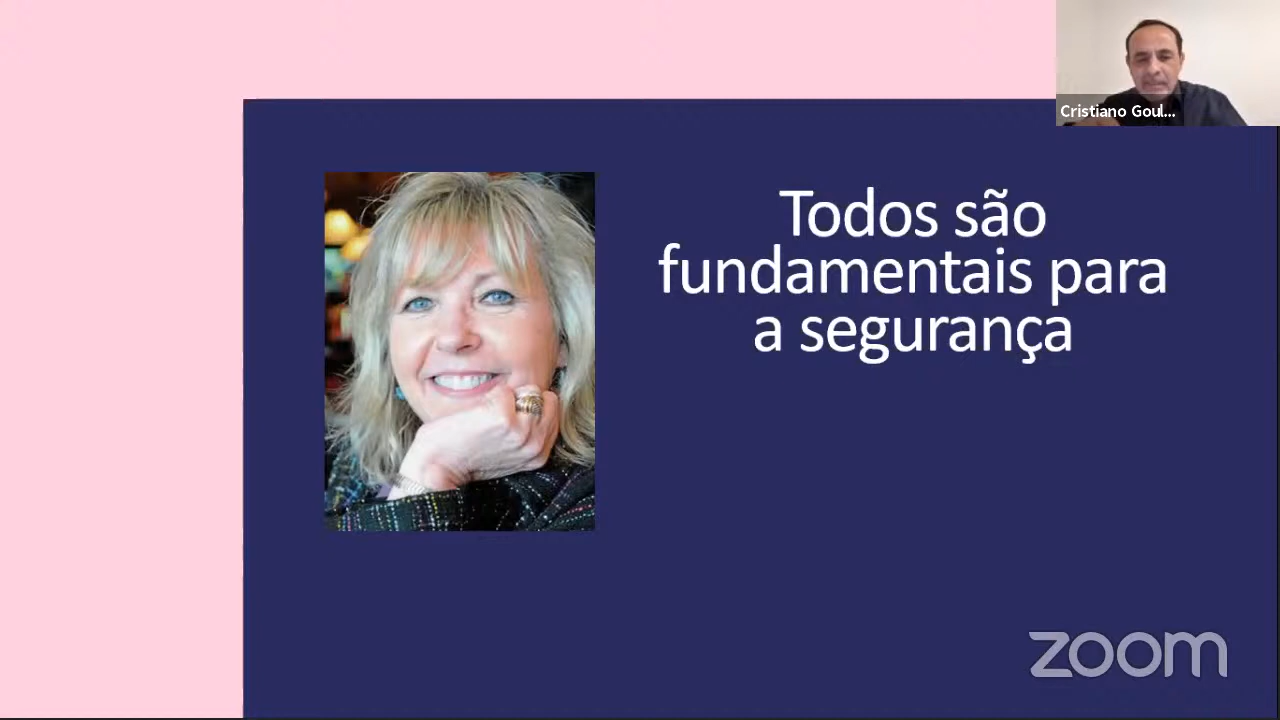 Cristiano Goul...
Todos são
fundamentais para
a segurança
zoom